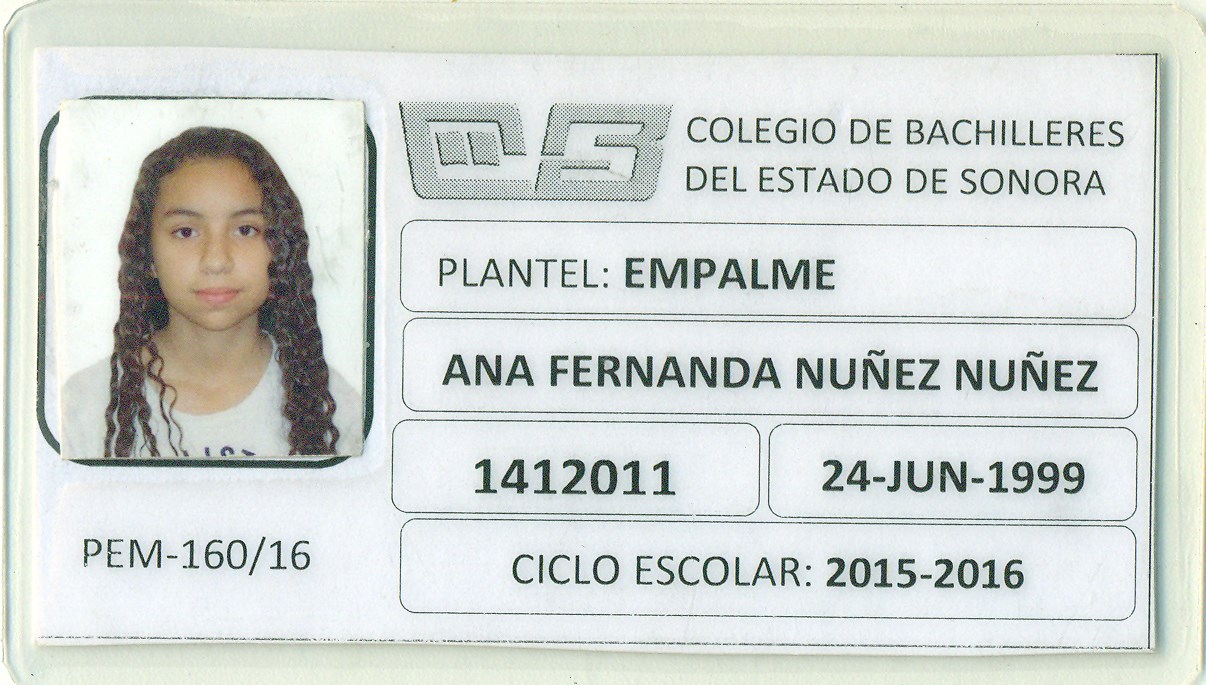 COLEGIO DE BACHILLERES
DEL ESTADO DE SONORA
PLANTEL: EMPALME
ANA FERNANDA NUÑEZ NUÑEZ
1412011
24-JUN-1999
PEM-160/16
CICLO ESCOLAR: 2015-2016